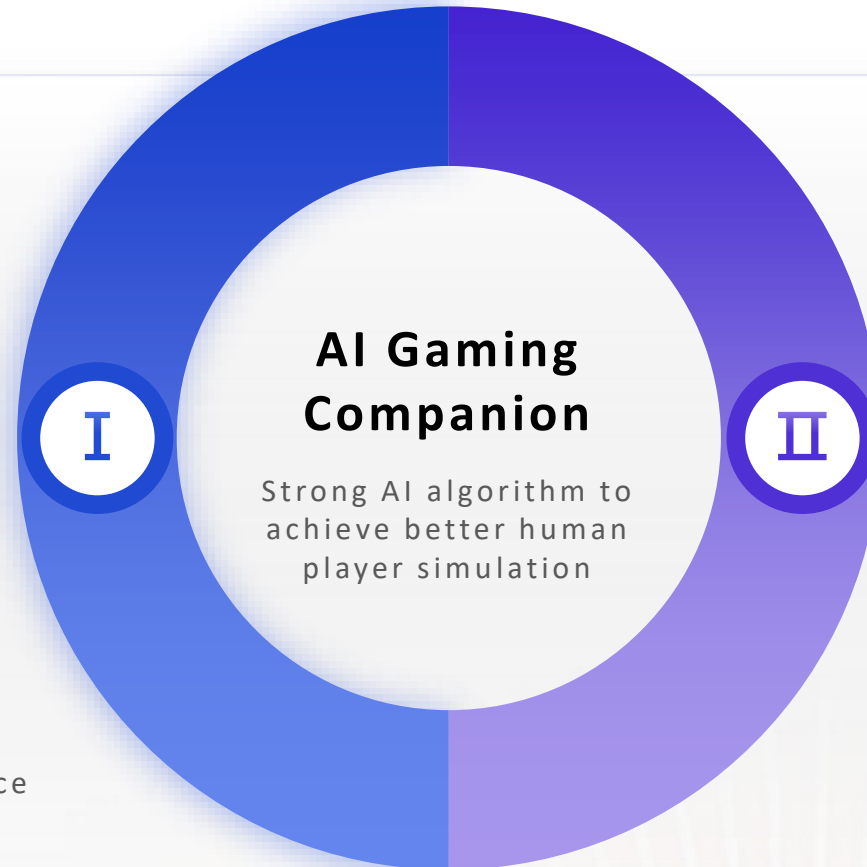 AI Gaming
Companion
Strong AI algorithm to
achieve better human
player simulation
I
II